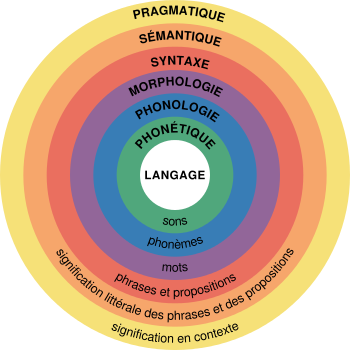 PRAGMATIQUE
SÉMANTIQUE
SYNTAXE
MORPHOLOGIE
PHONOLOGIE
PHONÉTIQUE
LANGAGE
sons
phonèmes
mots
phrases et propositions
signification littérale des phrases et des propositions
signification en contexte